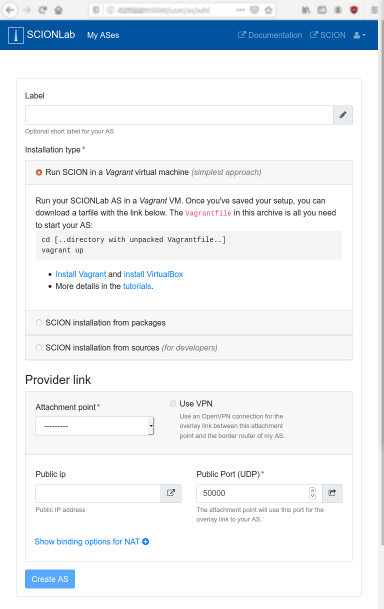 SCIONLab My ASes Documentation SCION
Label
Optional short label for your AS
Installation type *
Run SCION in a Vagrant virtual machine (simplest approach)
Run your SCIONLab AS in a Vagrant VM. Once you've saved your setup, you can
download a tarfile with the link below. The Vagrantfile in this archive is all you need
to start your AS:
cd [..directory with unpacked Vagrantfile..]
vagrant up
Install Vagrant and install VirtualBox
More details in the tutorials.
SCION installation from packages
SCION installation from sources (for developers)
Provider link
Attachment point *
---------
Use VPN
Use an OpenVPN connection for the
overlay link between this attachment
point and the border router of my AS.
Public ip
Public IP address
Public Port (UDP) *
50000
The attachment point will use this port for the
overlay link to your AS.
Show binding options for NAT
Create AS